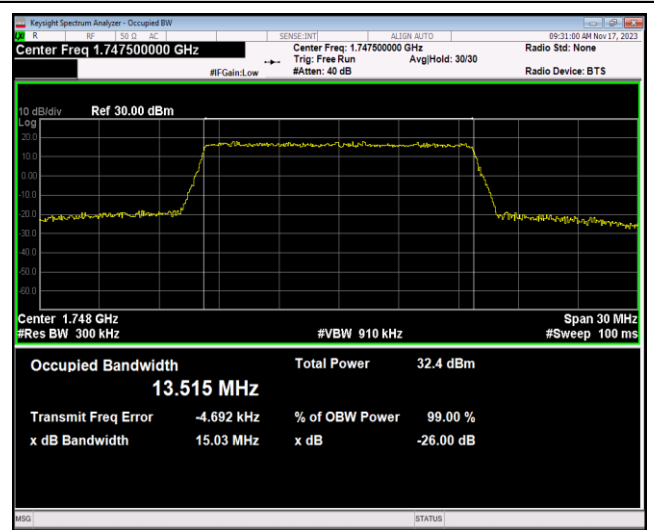 Keysight Spectrum Analyzer - Occupied BW
R RF 50 Ω AC SENSE:INT ALIGN AUTO 09:31:00 AM Nov 17, 2023
Center Freq 1.747500000 GHz Center Freq: 1.747500000 GHz Radio Std: None
Trig: Free Run Avg|Hold: 30/30
#IFGain:Low #Atten: 40 dB Radio Device: BTS
10 dB/div Ref 30.00 dBm
Log
20.0
10.0
0.00
-10.0
-20.0
-30.0
-40.0
-50.0
-60.0
Center 1.748 GHz Span 30 MHz
#Res BW 300 kHz #VBW 910 kHz #Sweep 100 ms
Occupied Bandwidth Total Power 32.4 dBm
13.515 MHz
Transmit Freq Error -4.692 kHz % of OBW Power 99.00 %
x dB Bandwidth 15.03 MHz x dB -26.00 dB
MSG STATUS